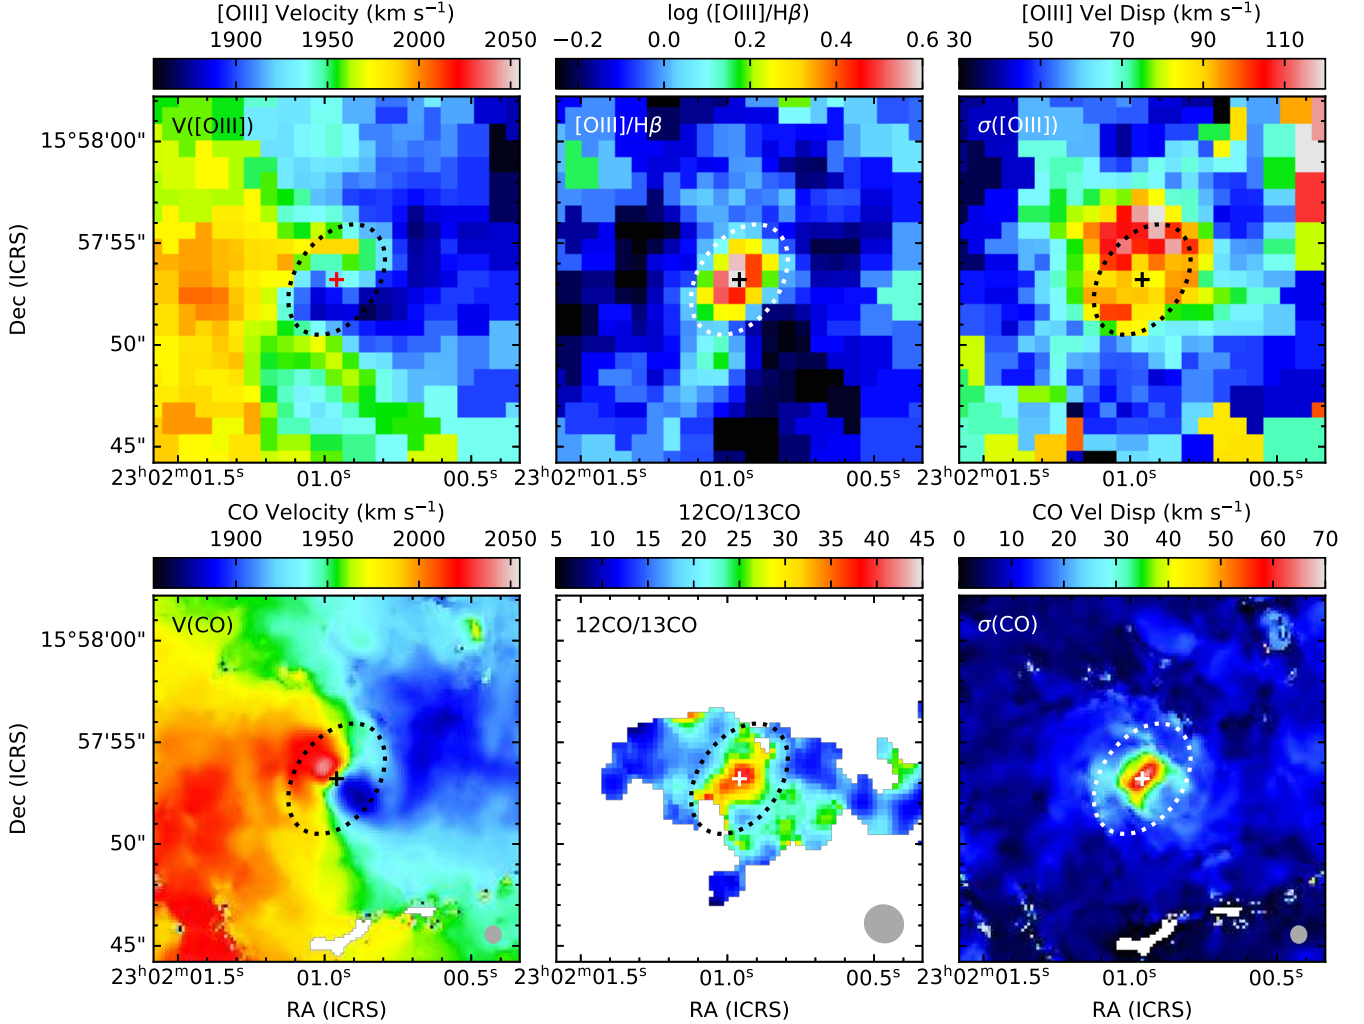 [OIII] Velocity (km s⁻¹) log ([OIII]/Hβ) [OIII] Vel Disp (km s⁻¹)
1900 1950 2000 2050 −0.2 0.0 0.2 0.4 0.6 30 50 70 90 110
V([OIII]) [OIII]/Hβ σ([OIII])
15°58'00"
57'55"
50"
45"
Dec (ICRS)
23ʰ02ᵐ01.5ˢ 01.0ˢ 00.5ˢ 23ʰ02ᵐ01.5ˢ 01.0ˢ 00.5ˢ 23ʰ02ᵐ01.5ˢ 01.0ˢ 00.5ˢ
CO Velocity (km s⁻¹) 12CO/13CO CO Vel Disp (km s⁻¹)
1900 1950 2000 2050 5 10 15 20 25 30 35 40 45 0 10 20 30 40 50 60 70
V(CO) 12CO/13CO σ(CO)
15°58'00"
57'55"
50"
45"
Dec (ICRS)
23ʰ02ᵐ01.5ˢ 01.0ˢ 00.5ˢ 23ʰ02ᵐ01.5ˢ 01.0ˢ 00.5ˢ 23ʰ02ᵐ01.5ˢ 01.0ˢ 00.5ˢ
RA (ICRS) RA (ICRS) RA (ICRS)